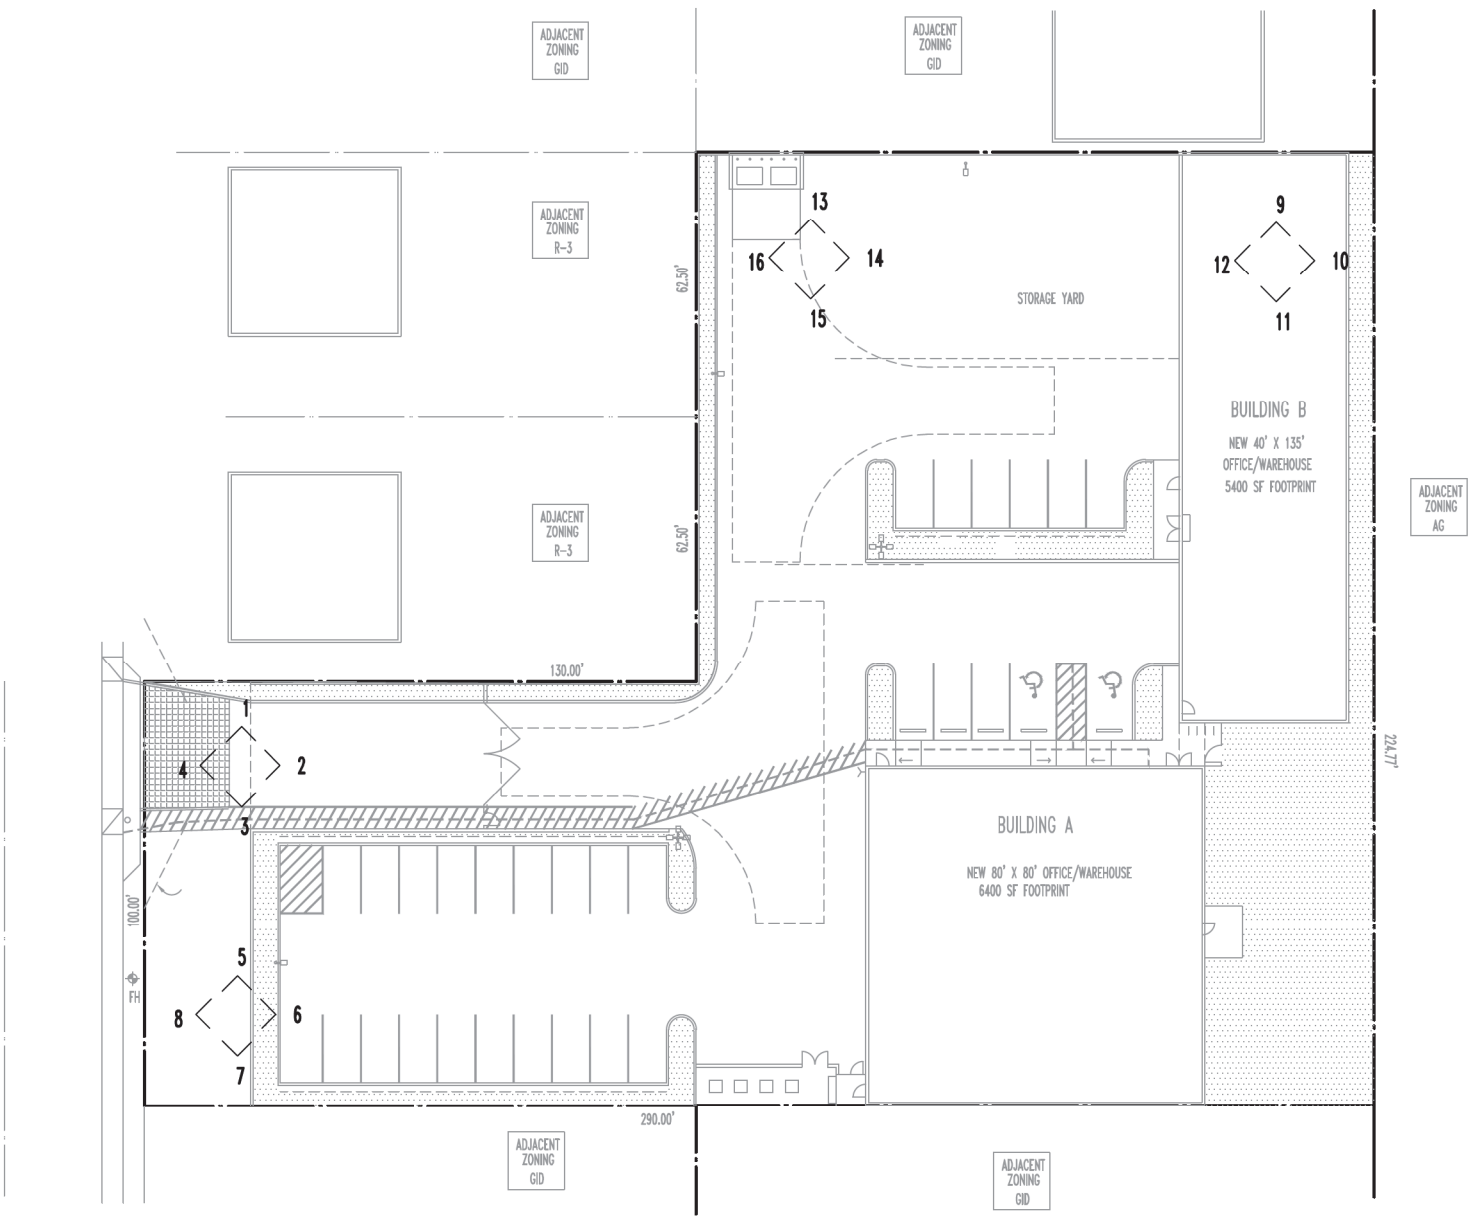 ADJACENT
ZONING
GID
ADJACENT
ZONING
GID
ADJACENT
ZONING
R-3
62.50'
13
16
14
15
STORAGE YARD
9
12
10
11
BUILDING B
NEW 40' X 135'
OFFICE/WAREHOUSE
5400 SF FOOTPRINT
ADJACENT
ZONING
AG
ADJACENT
ZONING
R-3
62.50'
130.00'
1
4
2
3
224.77'
BUILDING A
NEW 80' X 80' OFFICE/WAREHOUSE
6400 SF FOOTPRINT
100.00'
FH
5
8
6
7
290.00'
ADJACENT
ZONING
GID
ADJACENT
ZONING
GID